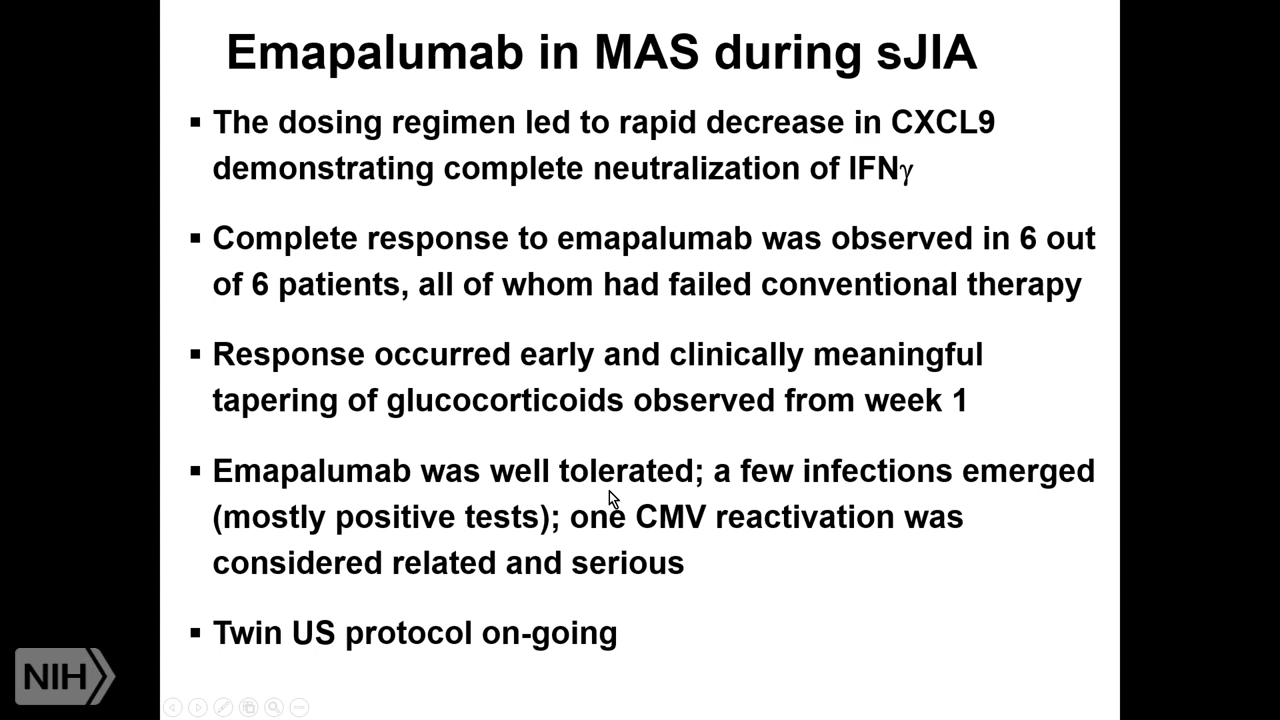 Emapalumab in MAS during sJIA
▪ The dosing regimen led to rapid decrease in CXCL9
demonstrating complete neutralization of IFNγ
▪ Complete response to emapalumab was observed in 6 out
of 6 patients, all of whom had failed conventional therapy
▪ Response occurred early and clinically meaningful
tapering of glucocorticoids observed from week 1
▪ Emapalumab was well tolerated; a few infections emerged
(mostly positive tests); one CMV reactivation was
considered related and serious
▪ Twin US protocol on-going
NIH